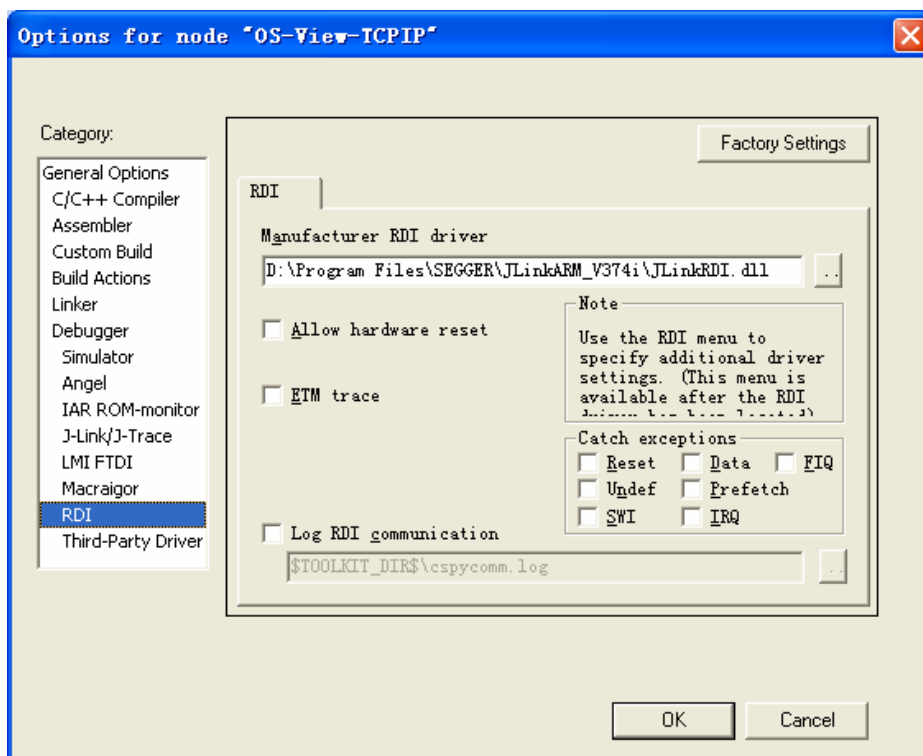 Options for node "OS-View-TCPIP"
Category:
General Options
C/C++ Compiler
Assembler
Custom Build
Build Actions
Linker
Debugger
Simulator
Angel
IAR ROM-monitor
J-Link/J-Trace
LMI FTDI
Macraigor
RDI
Third-Party Driver
Factory Settings
RDI
Manufacturer RDI driver
D:\Program Files\SEGGER\JLinkARM_V374i\JLinkRDI.dll
..
Allow hardware reset
ETM trace
Note
Use the RDI menu to
specify additional driver
settings. (This menu is
available after the RDI
Catch exceptions
Reset Data FIQ
Undef Prefetch
SWI IRQ
Log RDI communication
$TOOLKIT_DIR$\cspycomm.log
..
OK Cancel